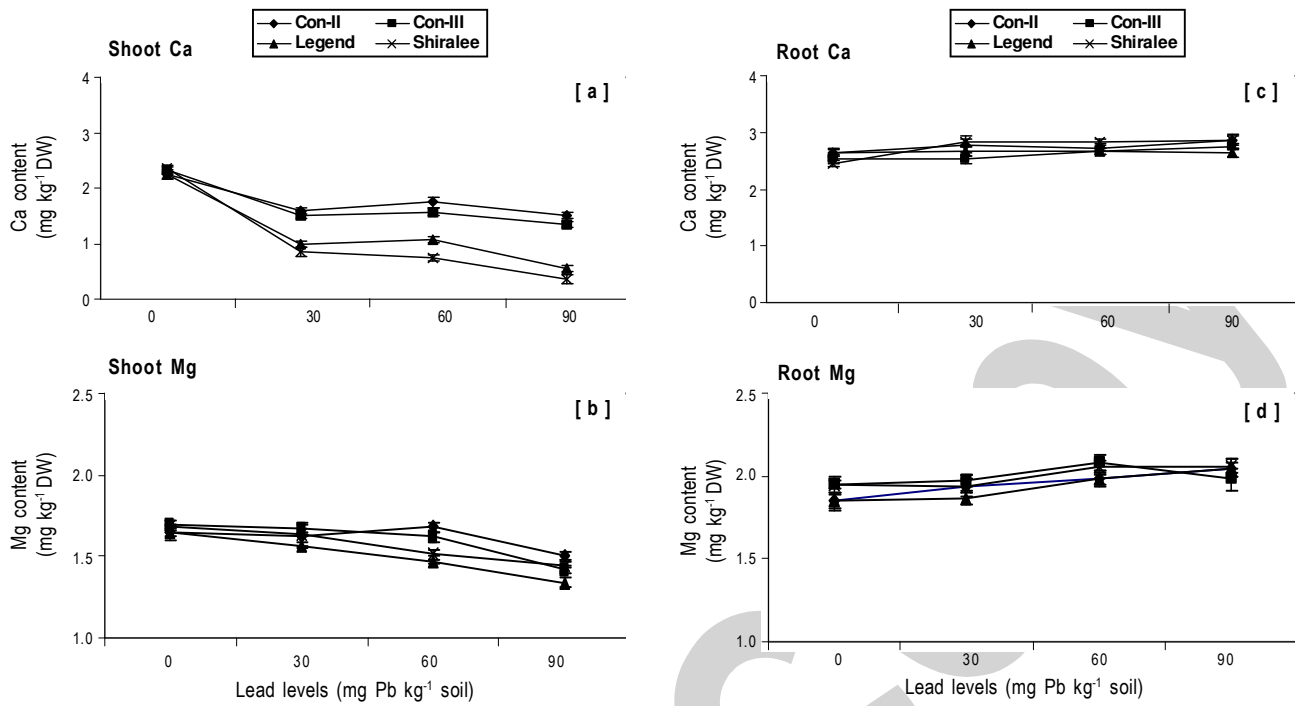 Con-II Con-III
Legend Shiralee
Shoot Ca
[ a ]
4
3
2
1
0
Ca content
(mg kg⁻¹ DW)
0 30 60 90
Con-II Con-III
Legend Shiralee
Root Ca
[ c ]
4
3
2
1
0
Ca content
(mg kg⁻¹ DW)
0 30 60 90
Shoot Mg
[ b ]
2.5
2.0
1.5
1.0
Mg content
(mg kg⁻¹ DW)
0 30 60 90
Lead levels (mg Pb kg⁻¹ soil)
Root Mg
[ d ]
2.5
2.0
1.5
1.0
Mg content
(mg kg⁻¹ DW)
0 30 60 90
Lead levels (mg Pb kg⁻¹ soil)